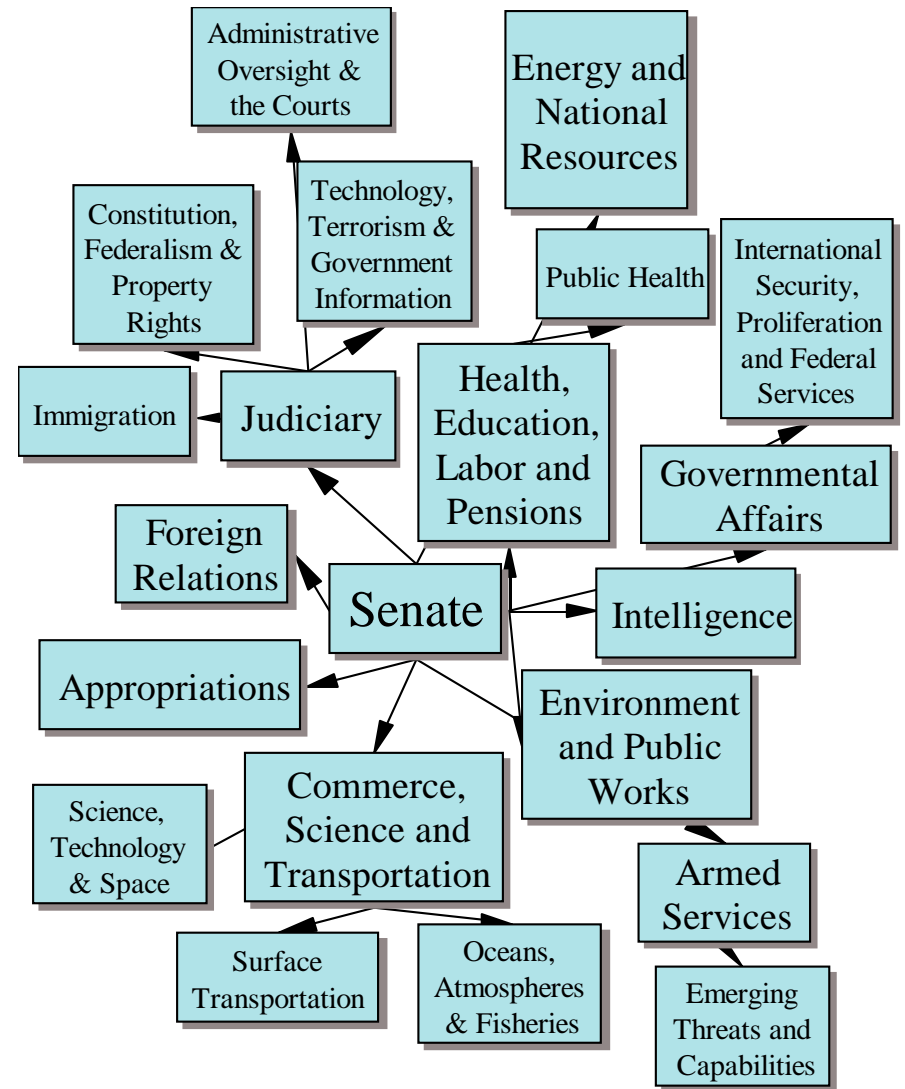 Administrative
Oversight &
the Courts
Energy and
National
Resources
Technology,
Terrorism &
Government
Information
Constitution,
Federalism &
Property
Rights
Public Health
International
Security,
Proliferation
and Federal
Services
Immigration
Judiciary
Health,
Education,
Labor and
Pensions
Governmental
Affairs
Foreign
Relations
Senate
Intelligence
Appropriations
Environment
and Public
Works
Commerce,
Science and
Transportation
Science,
Technology
& Space
Armed
Services
Surface
Transportation
Oceans,
Atmospheres
& Fisheries
Emerging
Threats and
Capabilities